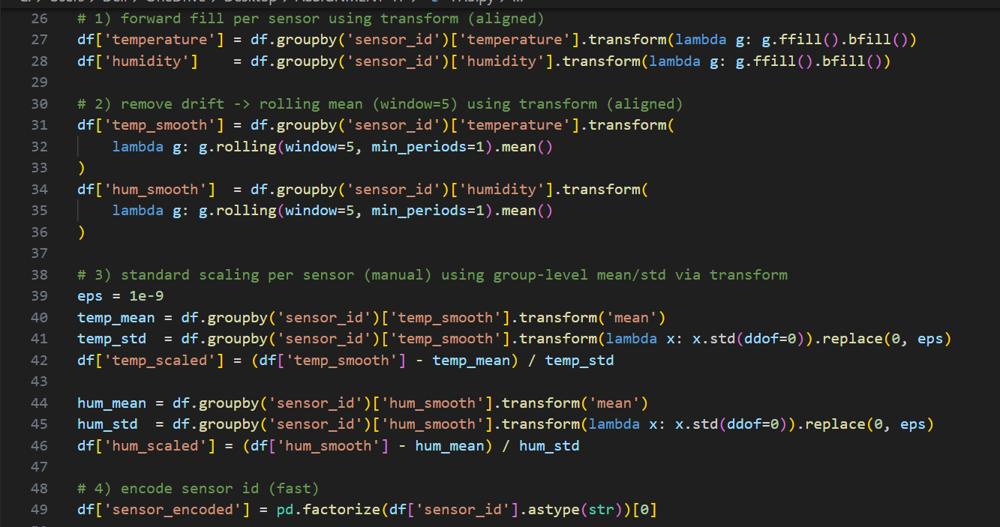 26 # 1) forward fill per sensor using transform (aligned)
27 df['temperature'] = df.groupby('sensor_id')['temperature'].transform(lambda g: g.ffill().bfill())
28 df['humidity']    = df.groupby('sensor_id')['humidity'].transform(lambda g: g.ffill().bfill())
29
30 # 2) remove drift -> rolling mean (window=5) using transform (aligned)
31 df['temp_smooth'] = df.groupby('sensor_id')['temperature'].transform(
32     lambda g: g.rolling(window=5, min_periods=1).mean()
33 )
34 df['hum_smooth']  = df.groupby('sensor_id')['humidity'].transform(
35     lambda g: g.rolling(window=5, min_periods=1).mean()
36 )
37
38 # 3) standard scaling per sensor (manual) using group-level mean/std via transform
39 eps = 1e-9
40 temp_mean = df.groupby('sensor_id')['temp_smooth'].transform('mean')
41 temp_std  = df.groupby('sensor_id')['temp_smooth'].transform(lambda x: x.std(ddof=0)).replace(0, eps)
42 df['temp_scaled'] = (df['temp_smooth'] - temp_mean) / temp_std
43
44 hum_mean = df.groupby('sensor_id')['hum_smooth'].transform('mean')
45 hum_std  = df.groupby('sensor_id')['hum_smooth'].transform(lambda x: x.std(ddof=0)).replace(0, eps)
46 df['hum_scaled'] = (df['hum_smooth'] - hum_mean) / hum_std
47
48 # 4) encode sensor id (fast)
49 df['sensor_encoded'] = pd.factorize(df['sensor_id'].astype(str))[0]